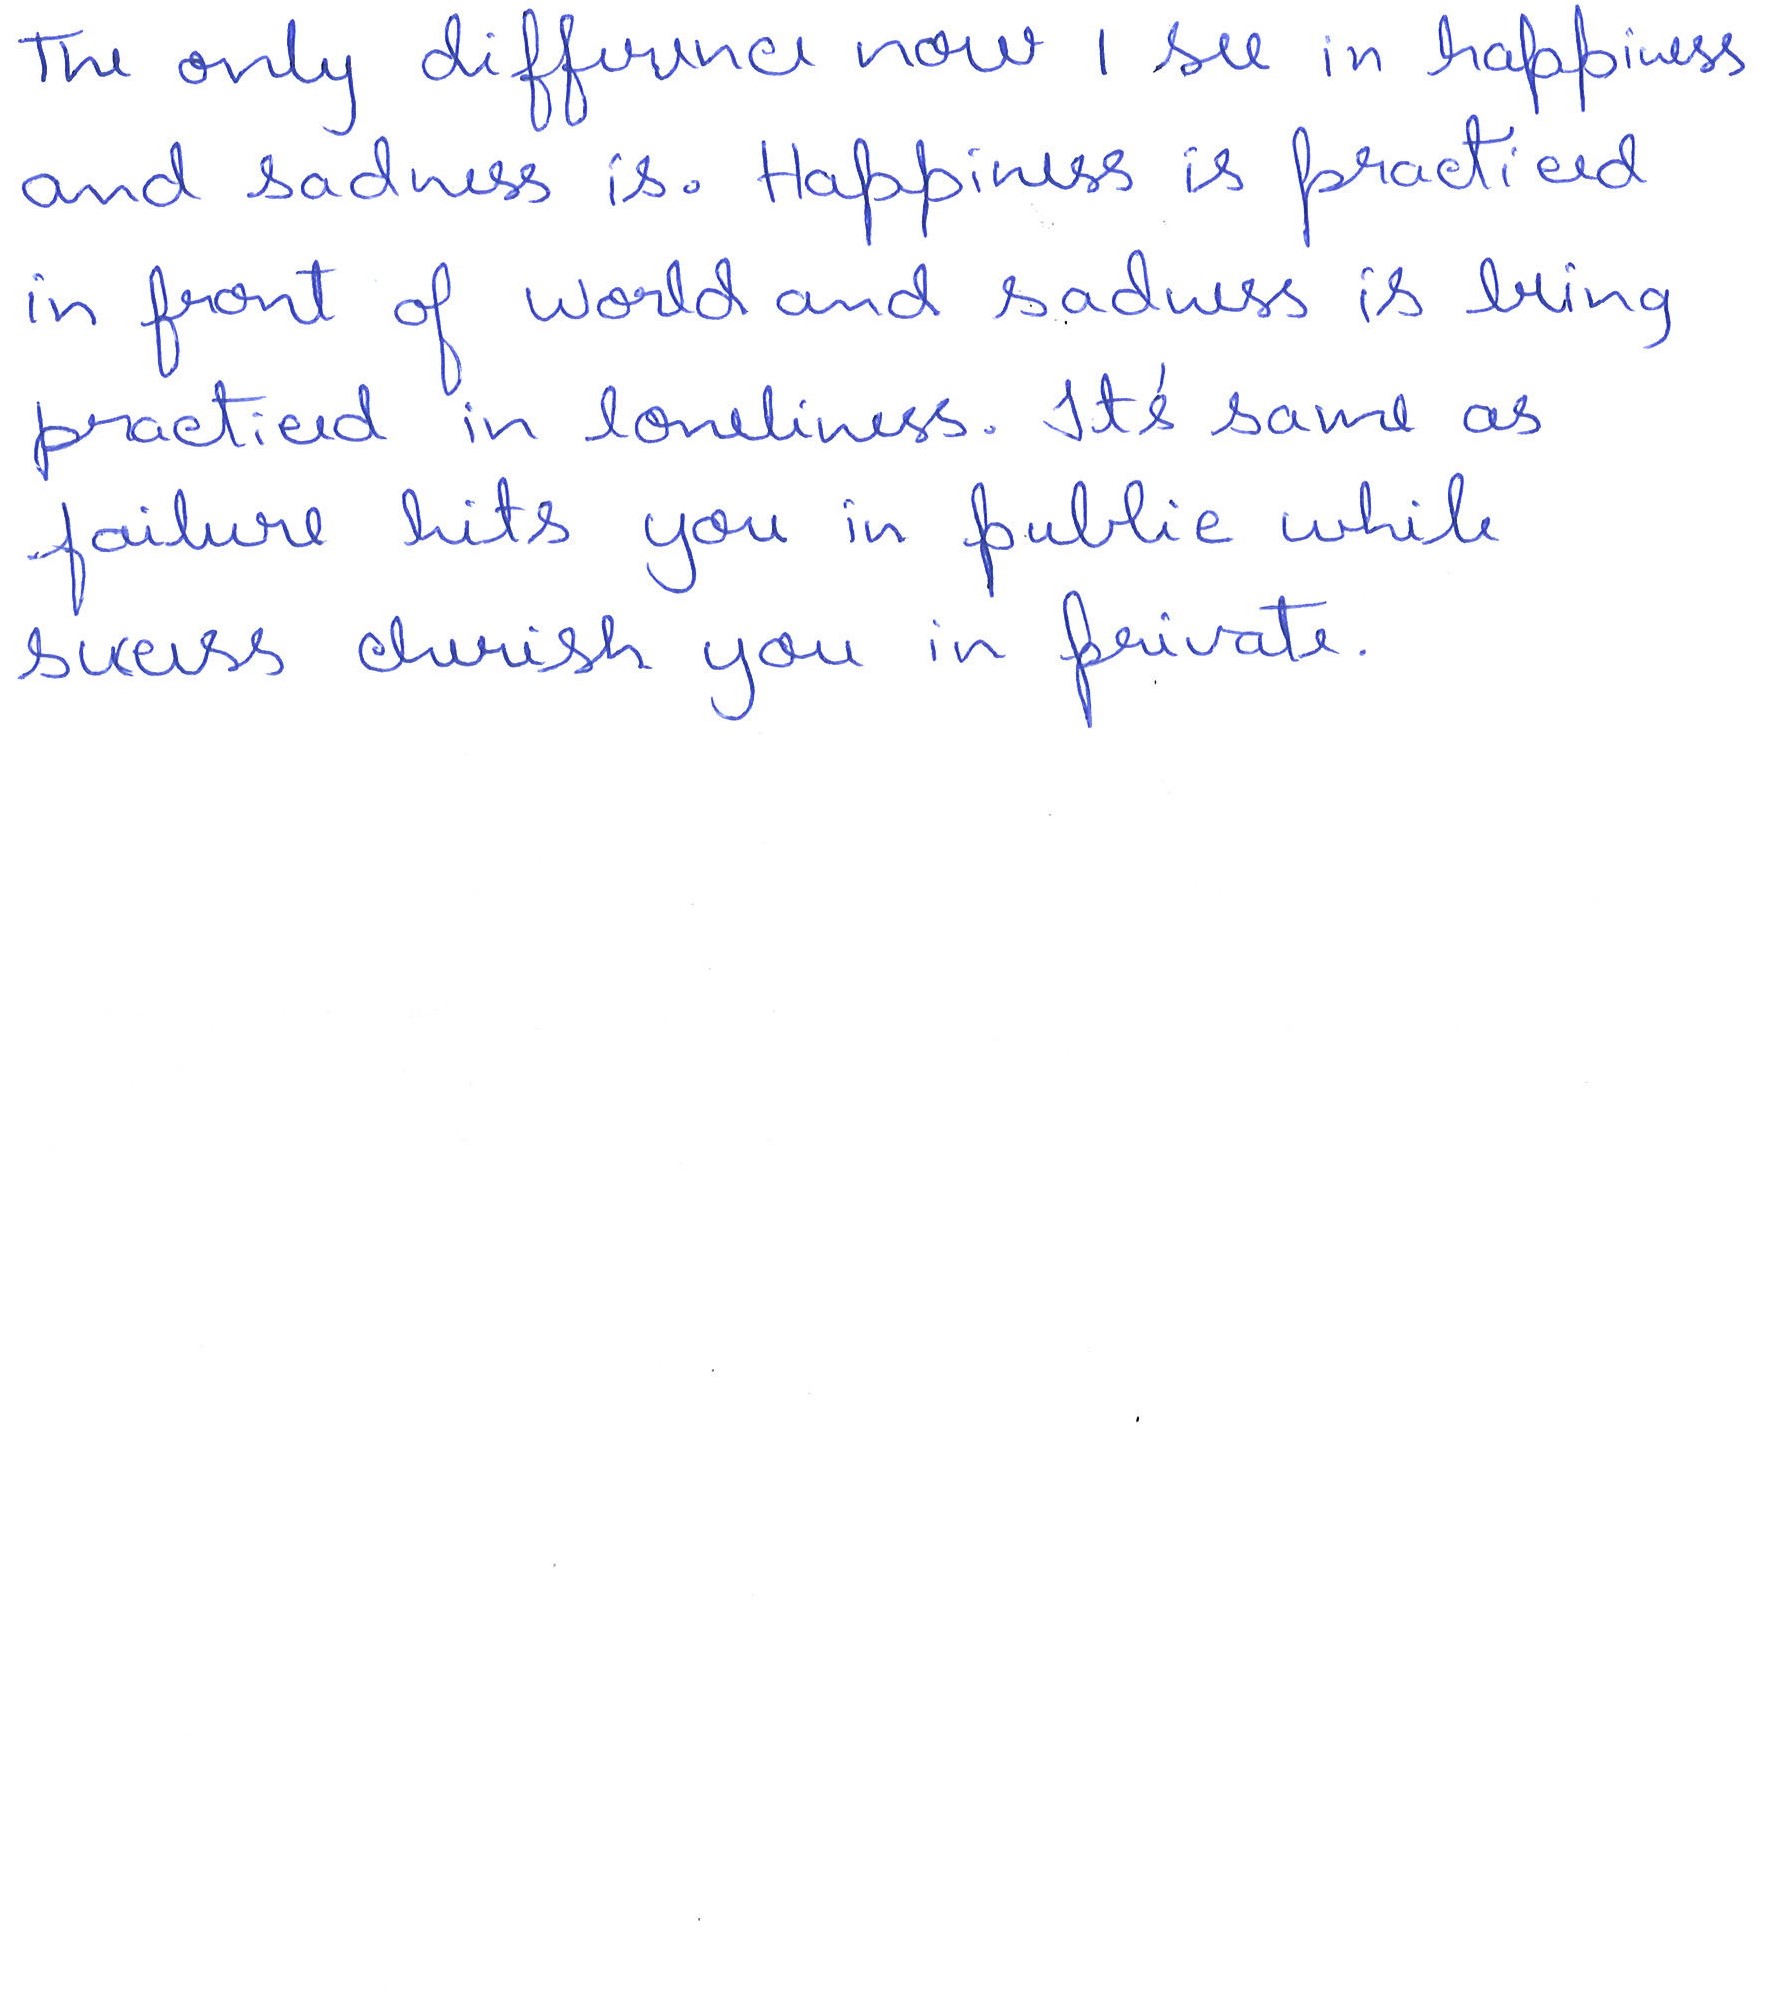 The only difference now I see in happiness
and sadness is. Happiness is practiced
in front of world and sadness is being
practiced in loneliness. It's same as
failure hits you in public while
success cherish you in private.